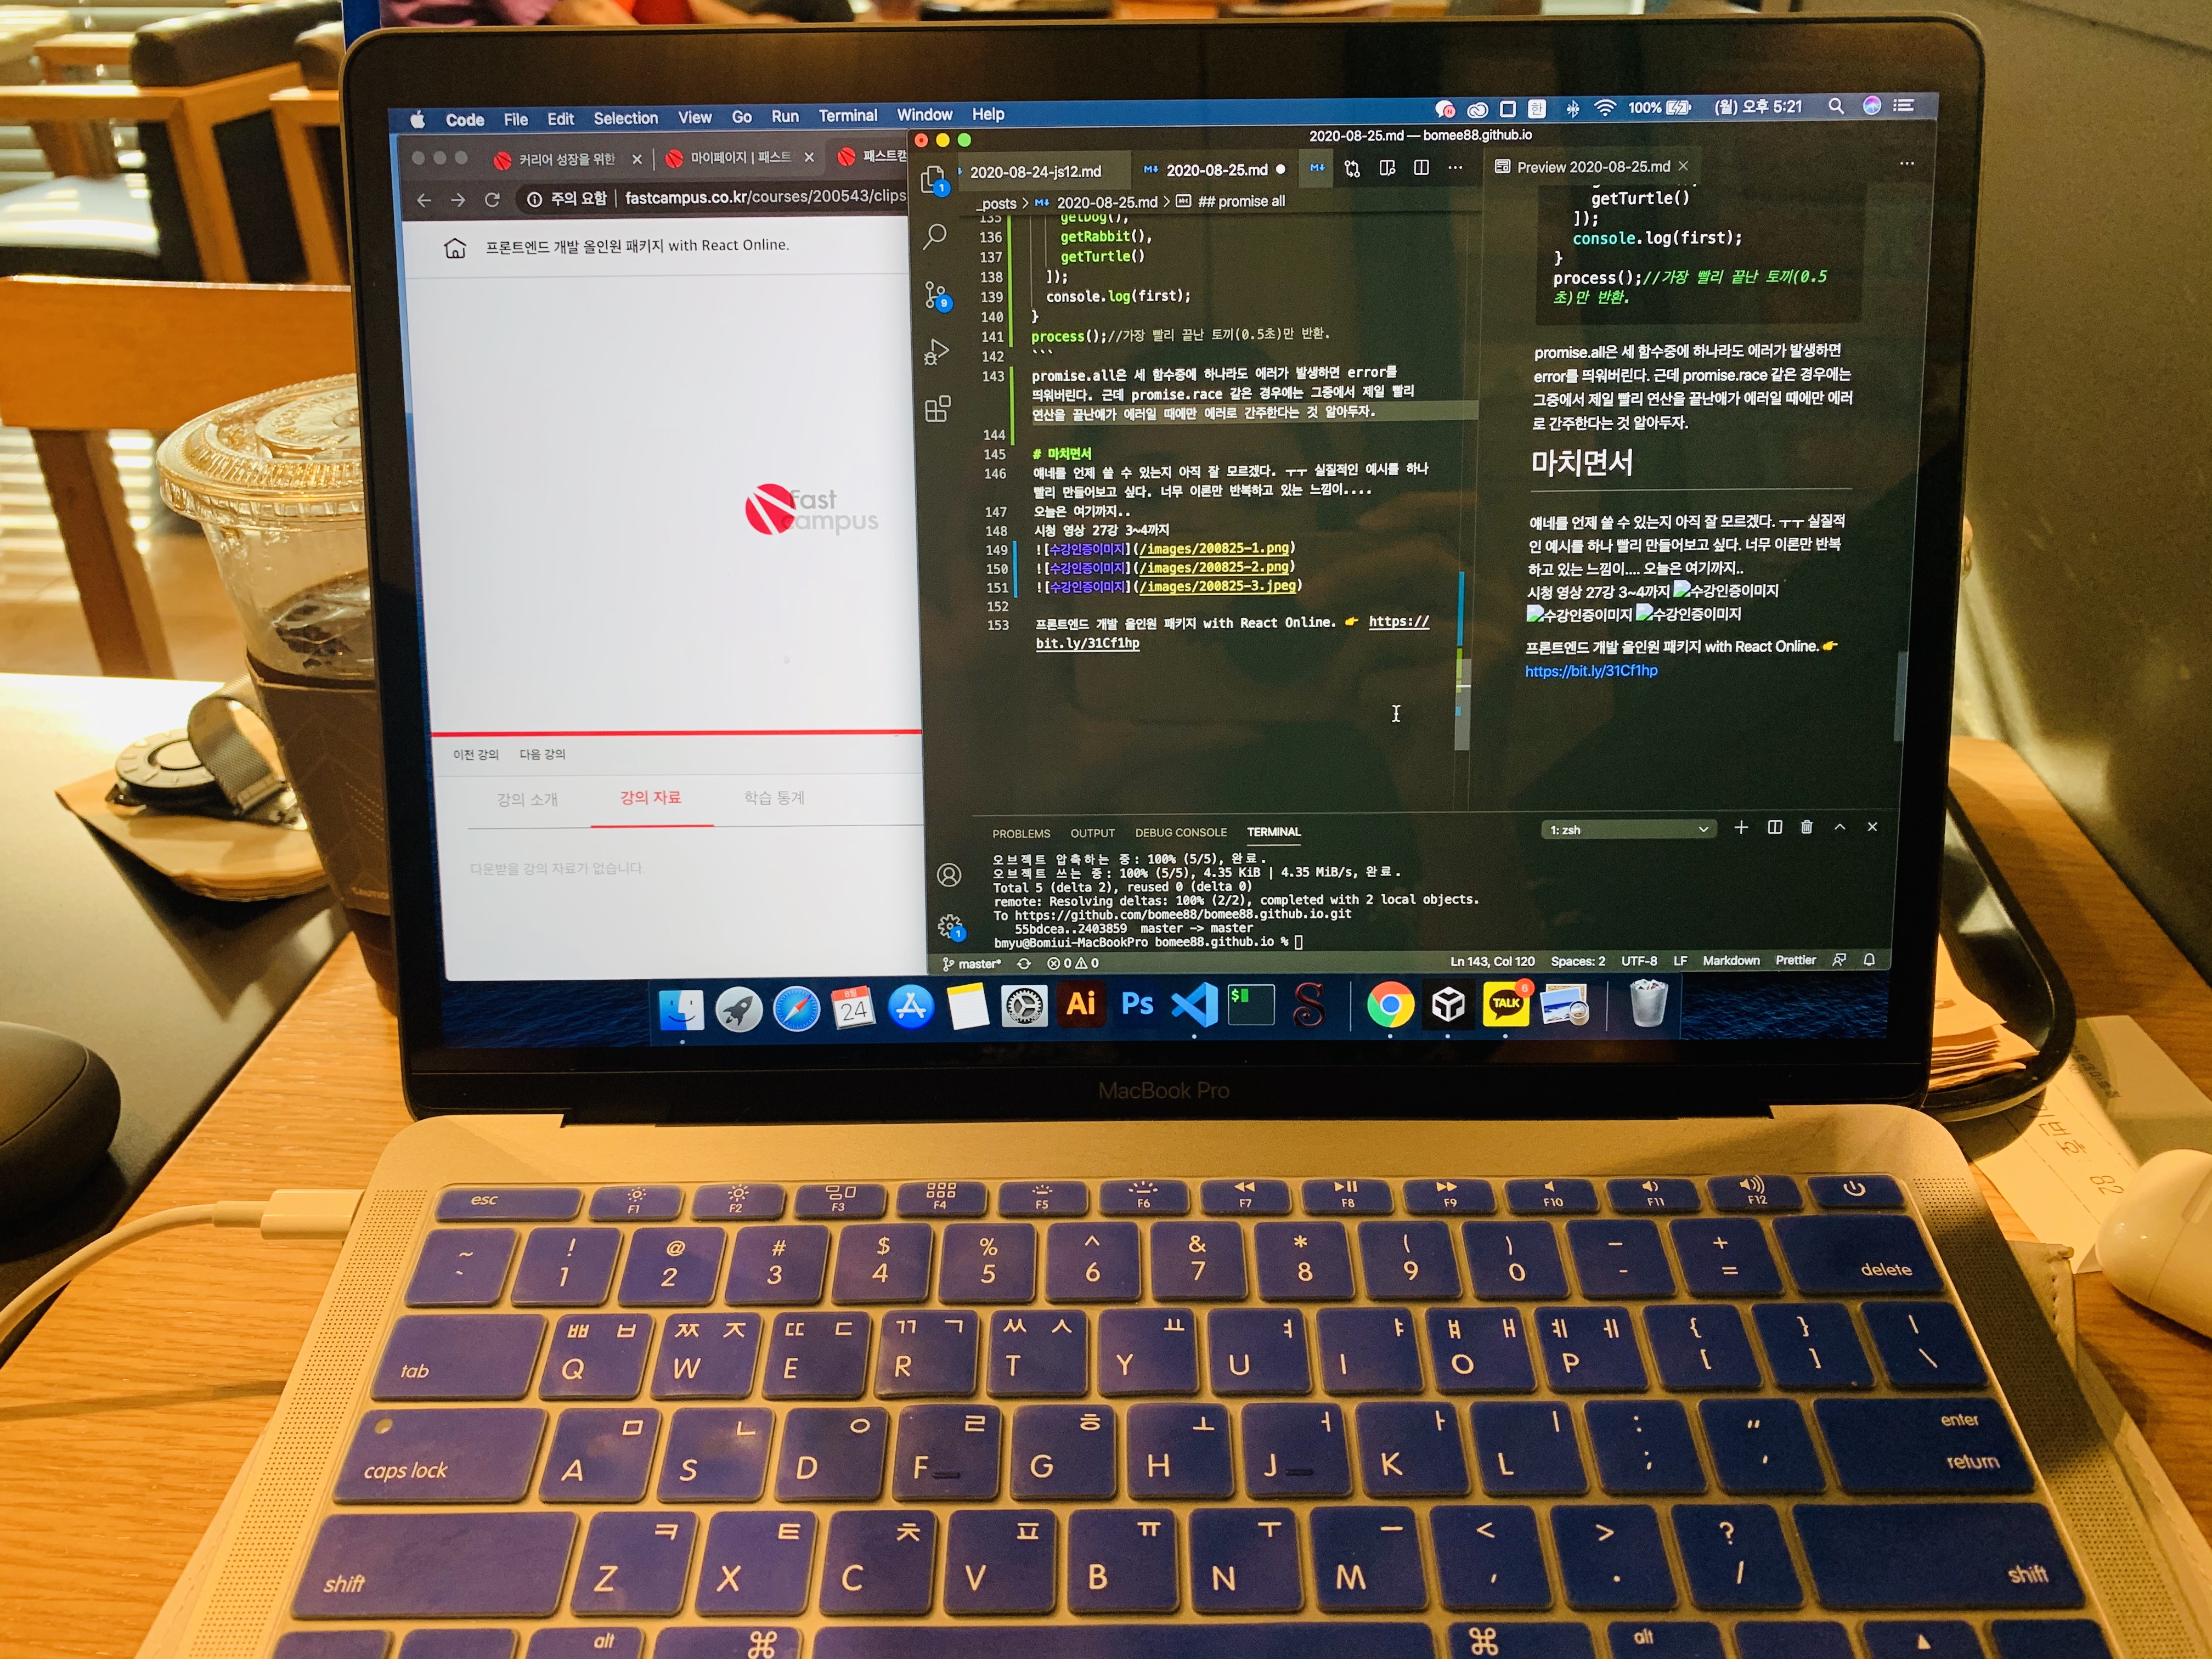 Code File Edit Selection View Go Run Terminal Window Help
한 100% (월) 오후 5:21
커리어 성장을 위한
마이페이지 | 패스트
패스트캠
주의 요함 | fastcampus.co.kr/courses/200543/clips
프론트엔드 개발 올인원 패키지 with React Online.
fast
campus
이전 강의 다음 강의
강의 소개 강의 자료 학습 통계
다운받을 강의 자료가 없습니다.
2020-08-25.md — bomee88.github.io
2020-08-24-js12.md 2020-08-25.md
_posts > 2020-08-25.md > ## promise all
135 getDog(),
136 getRabbit(),
137 getTurtle()
138 ]);
139 console.log(first);
140 }
141 process();//가장 빨리 끝난 토끼(0.5초)만 반환.
142 ```
143 promise.all은 세 함수중에 하나라도 에러가 발생하면 error를
띄워버린다. 근데 promise.race 같은 경우에는 그중에서 제일 빨리
연산을 끝난애가 에러일 때에만 에러로 간주한다는 것 알아두자.
144
145 # 마치면서
146 얘네를 언제 쓸 수 있는지 아직 잘 모르겠다. ㅜㅜ 실질적인 예시를 하나
빨리 만들어보고 싶다. 너무 이론만 반복하고 있는 느낌이....
147 오늘은 여기까지..
148 시청 영상 27강 3~4까지
149 ![수강인증이미지](/images/200825-1.png)
150 ![수강인증이미지](/images/200825-2.png)
151 ![수강인증이미지](/images/200825-3.jpeg)
152
153 프론트엔드 개발 올인원 패키지 with React Online. 👉 https://
bit.ly/31Cf1hp
Preview 2020-08-25.md
getTurtle()
]);
console.log(first);
}
process();//가장 빨리 끝난 토끼(0.5
초)만 반환.
promise.all은 세 함수중에 하나라도 에러가 발생하면
error를 띄워버린다. 근데 promise.race 같은 경우에는
그중에서 제일 빨리 연산을 끝난애가 에러일 때에만 에러
로 간주한다는 것 알아두자.
마치면서
얘네를 언제 쓸 수 있는지 아직 잘 모르겠다. ㅜㅜ 실질적
인 예시를 하나 빨리 만들어보고 싶다. 너무 이론만 반복
하고 있는 느낌이.... 오늘은 여기까지..
시청 영상 27강 3~4까지 수강인증이미지
수강인증이미지 수강인증이미지
프론트엔드 개발 올인원 패키지 with React Online. 👉
https://bit.ly/31Cf1hp
PROBLEMS OUTPUT DEBUG CONSOLE TERMINAL 1: zsh
오브젝트 압축하는 중: 100% (5/5), 완료.
오브젝트 쓰는 중: 100% (5/5), 4.35 KiB | 4.35 MiB/s, 완료.
Total 5 (delta 2), reused 0 (delta 0)
remote: Resolving deltas: 100% (2/2), completed with 2 local objects.
To https://github.com/bomee88/bomee88.github.io.git
55bdcea..2403859 master -> master
bmyu@Bomiui-MacBookPro bomee88.github.io %
master* 0 0 Ln 143, Col 120 Spaces: 2 UTF-8 LF Markdown Prettier
1
9
1
8월 24 Ai Ps $ S TALK 6
MacBook Pro
번호 82
esc F1 F2 F3 F4 F5 F6 F7 F8 F9 F10 F11 F12
~ ! @ # $ % ^ & * ( ) — +
` 1 2 3 4 5 6 7 8 9 0 - = delete
ㅃ ㅂ ㅉ ㅈ ㄸ ㄷ ㄲ ㄱ ㅆ ㅅ ㅛ ㅕ ㅑ ㅒ ㅐ ㅖ ㅔ { } |
tab Q W E R T Y U I O P [ ] \
ㅁ ㄴ ㅇ ㄹ ㅎ ㅗ ㅓ ㅏ ㅣ : " enter
caps lock A S D F G H J K L ; ' return
ㅋ ㅌ ㅊ ㅍ ㅠ ㅜ ㅡ < > ?
shift Z X C V B N M , . / shift
alt ⌘ ⌘ alt